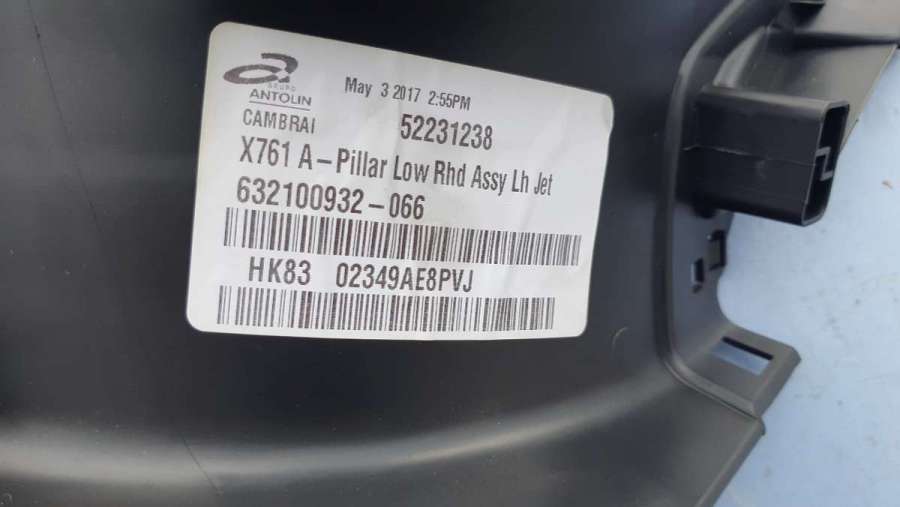 GRUPO
ANTOLIN
May 3 2017 2:55PM
CAMBRAI
52231238
X761 A-Pillar Low Rhd Assy Lh Jet
632100932-066
HK83 02349AE8PVJ